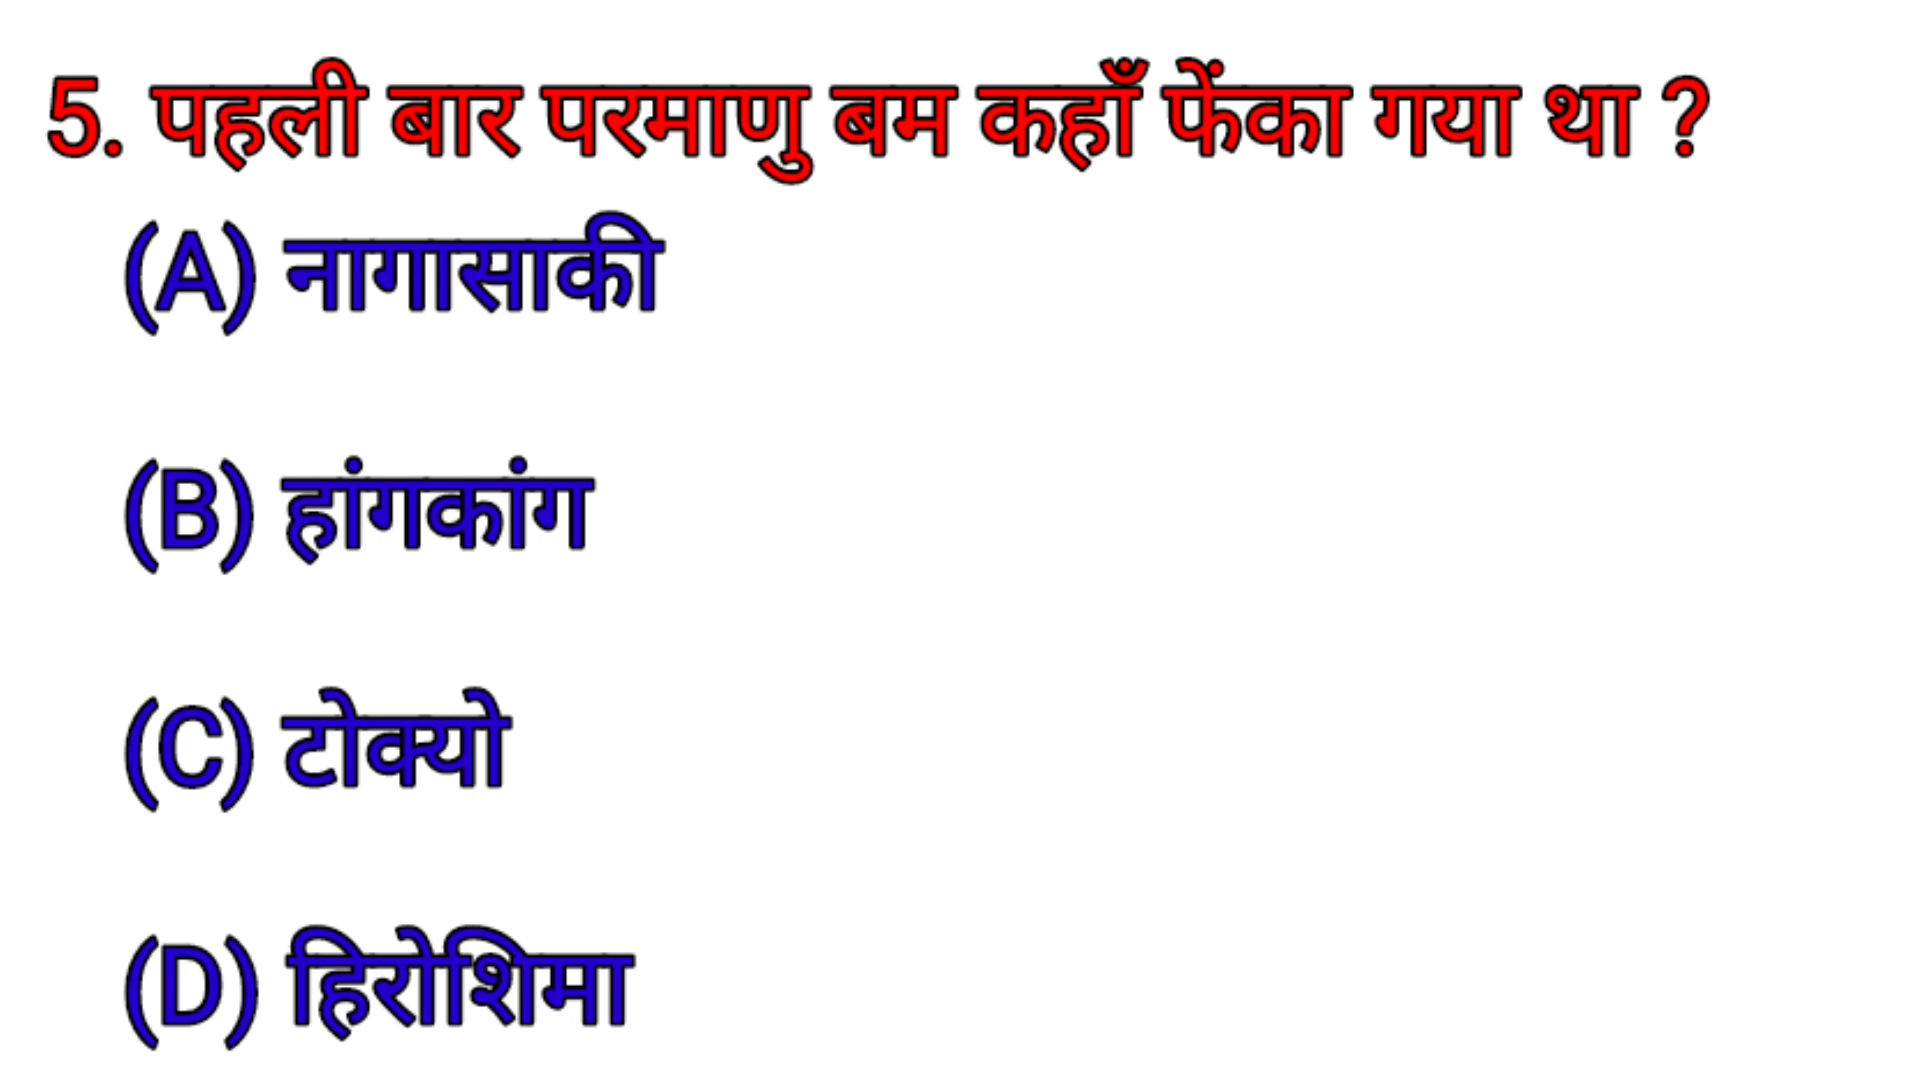 5. पहली बार परमाणु बम कहाँ फेंका गया था ?
(A) नागासाकी
(B) हांगकांग
(C) टोक्यो
(D) हिरोशिमा